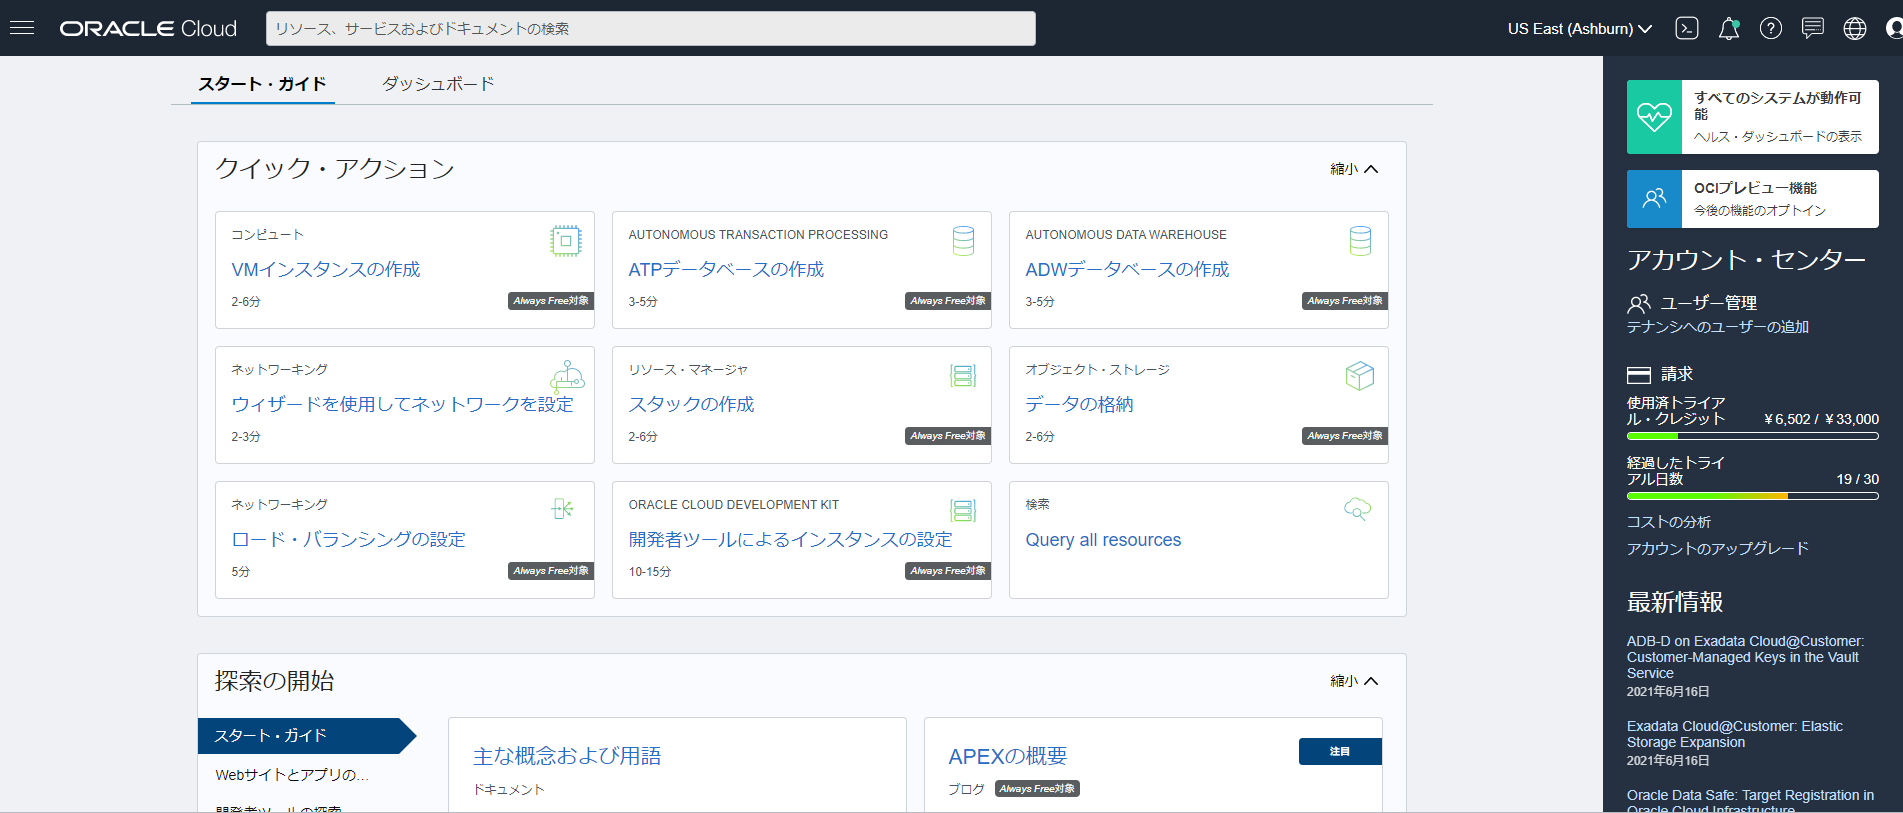 ORACLE Cloud
リソース、サービスおよびドキュメントの検索
US East (Ashburn)
スタート・ガイド
ダッシュボード
クイック・アクション
縮小
コンピュート
VMインスタンスの作成
2-6分
Always Free対象
AUTONOMOUS TRANSACTION PROCESSING
ATPデータベースの作成
3-5分
Always Free対象
AUTONOMOUS DATA WAREHOUSE
ADWデータベースの作成
3-5分
Always Free対象
ネットワーキング
ウィザードを使用してネットワークを設定
2-3分
リソース・マネージャ
スタックの作成
2-6分
Always Free対象
オブジェクト・ストレージ
データの格納
2-6分
Always Free対象
ネットワーキング
ロード・バランシングの設定
5分
Always Free対象
ORACLE CLOUD DEVELOPMENT KIT
開発者ツールによるインスタンスの設定
10-15分
Always Free対象
検索
Query all resources
探索の開始
縮小
スタート・ガイド
Webサイトとアプリの...
開発者ツールの探索
主な概念および用語
ドキュメント
APEXの概要
注目
ブログ
Always Free対象
すべてのシステムが動作可
能
ヘルス・ダッシュボードの表示
OCIプレビュー機能
今後の機能のオプトイン
アカウント・センター
ユーザー管理
テナンシへのユーザーの追加
請求
使用済トライア
ル・クレジット
¥6,502 / ¥33,000
経過したトライ
アル日数
19 / 30
コストの分析
アカウントのアップグレード
最新情報
ADB-D on Exadata Cloud@Customer:
Customer-Managed Keys in the Vault
Service
2021年6月16日
Exadata Cloud@Customer: Elastic
Storage Expansion
2021年6月16日
Oracle Data Safe: Target Registration in
Oracle Cloud Infrastructure